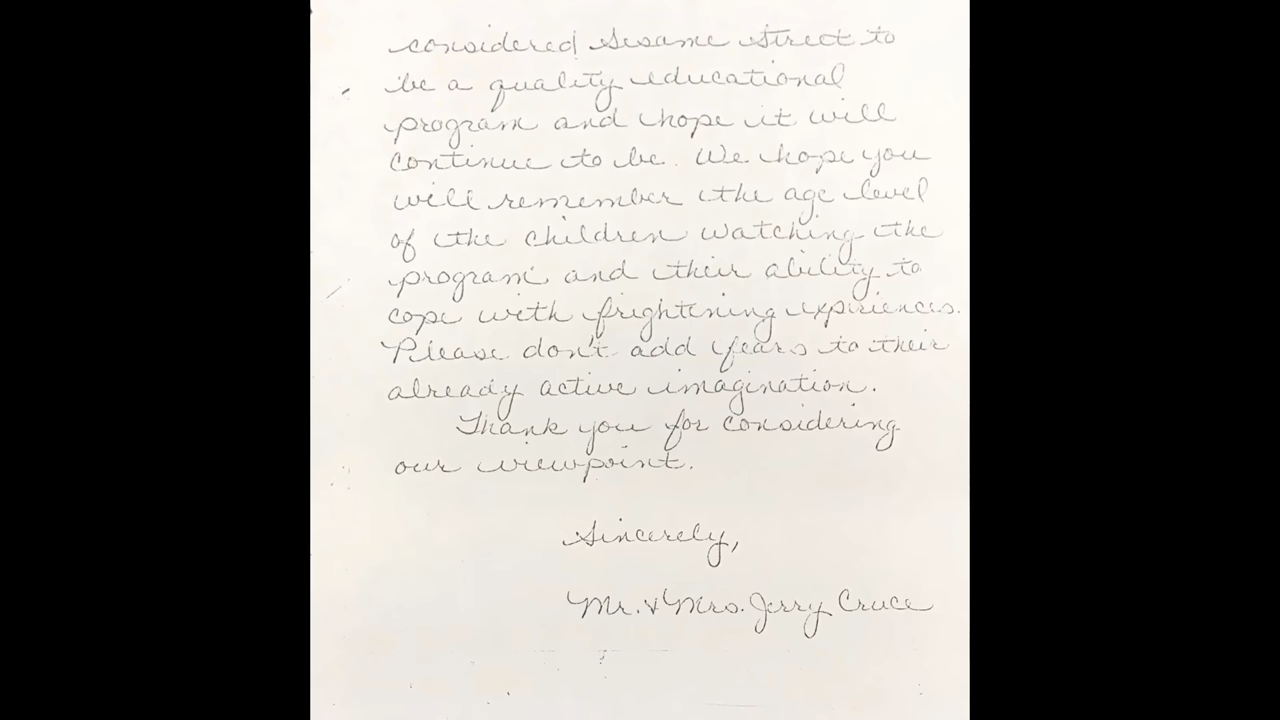 considered Sesame Street to
be a quality educational
program and hope it will
continue to be. We hope you
will remember the age level
of the children watching the
program and their ability to
cope with frightening experiences.
Please don't add fears to their
already active imagination.
Thank you for considering
our viewpoint.
Sincerely,
Mr. & Mrs. Jerry Cruce